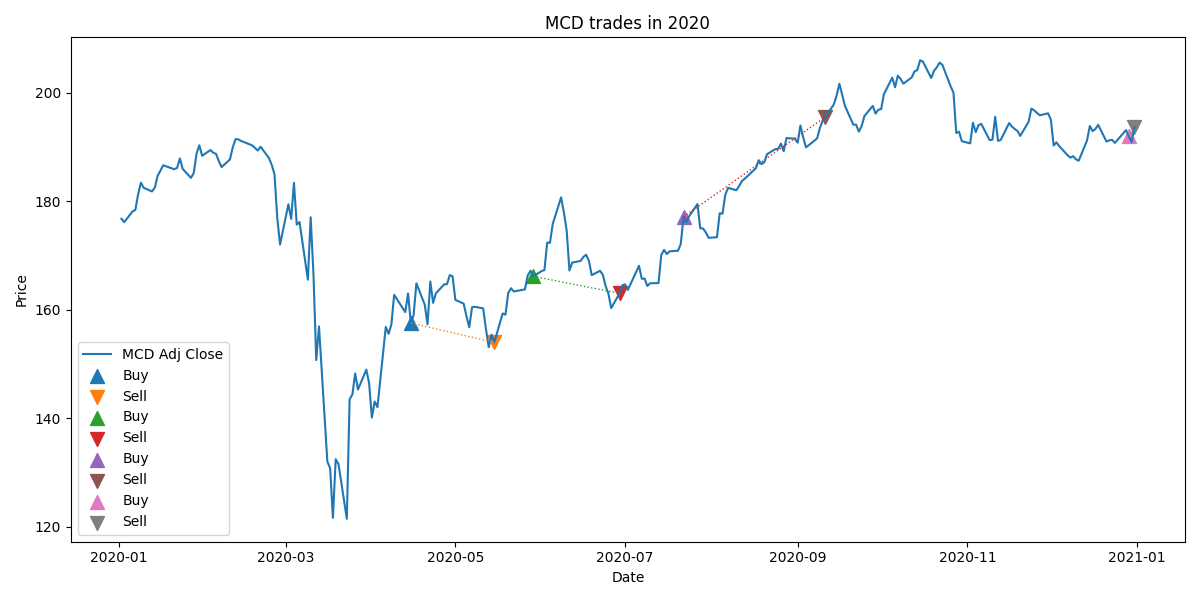 MCD trades in 2020
Price
200
180
160
140
120
MCD Adj Close
Buy
Sell
Buy
Sell
Buy
Sell
Buy
Sell
2020-01
2020-03
2020-05
2020-07
2020-09
2020-11
2021-01
Date